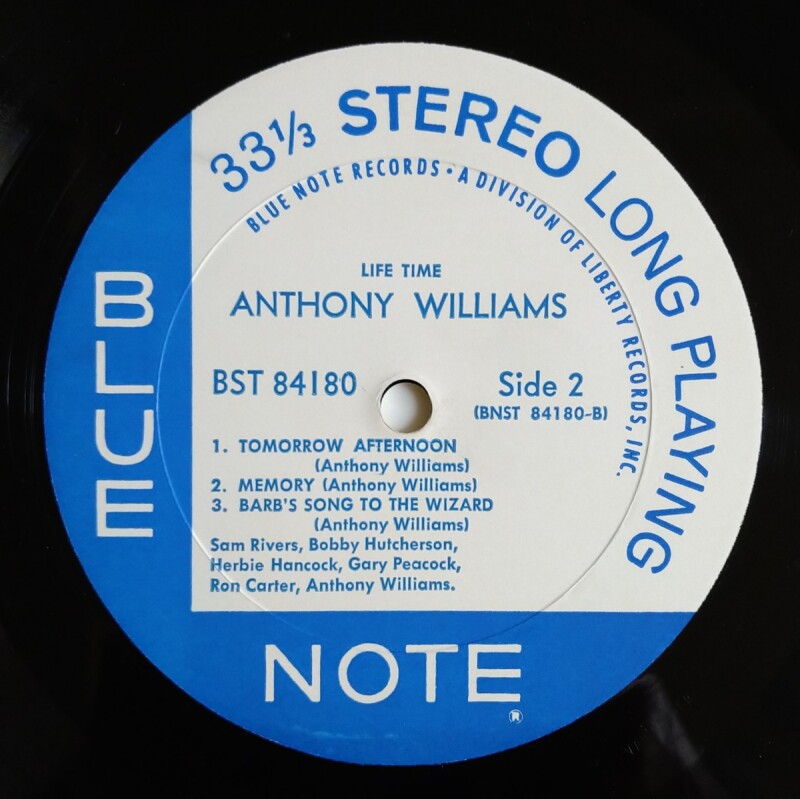 33⅓ STEREO LONG PLAYING
BLUE NOTE RECORDS • A DIVISION OF LIBERTY RECORDS, INC.
LIFE TIME
ANTHONY WILLIAMS
BST 84180
Side 2
(BNST 84180-B)
1. TOMORROW AFTERNOON
(Anthony Williams)
2. MEMORY (Anthony Williams)
3. BARB'S SONG TO THE WIZARD
(Anthony Williams)
Sam Rivers, Bobby Hutcherson,
Herbie Hancock, Gary Peacock,
Ron Carter, Anthony Williams.
BLUE
NOTE
®